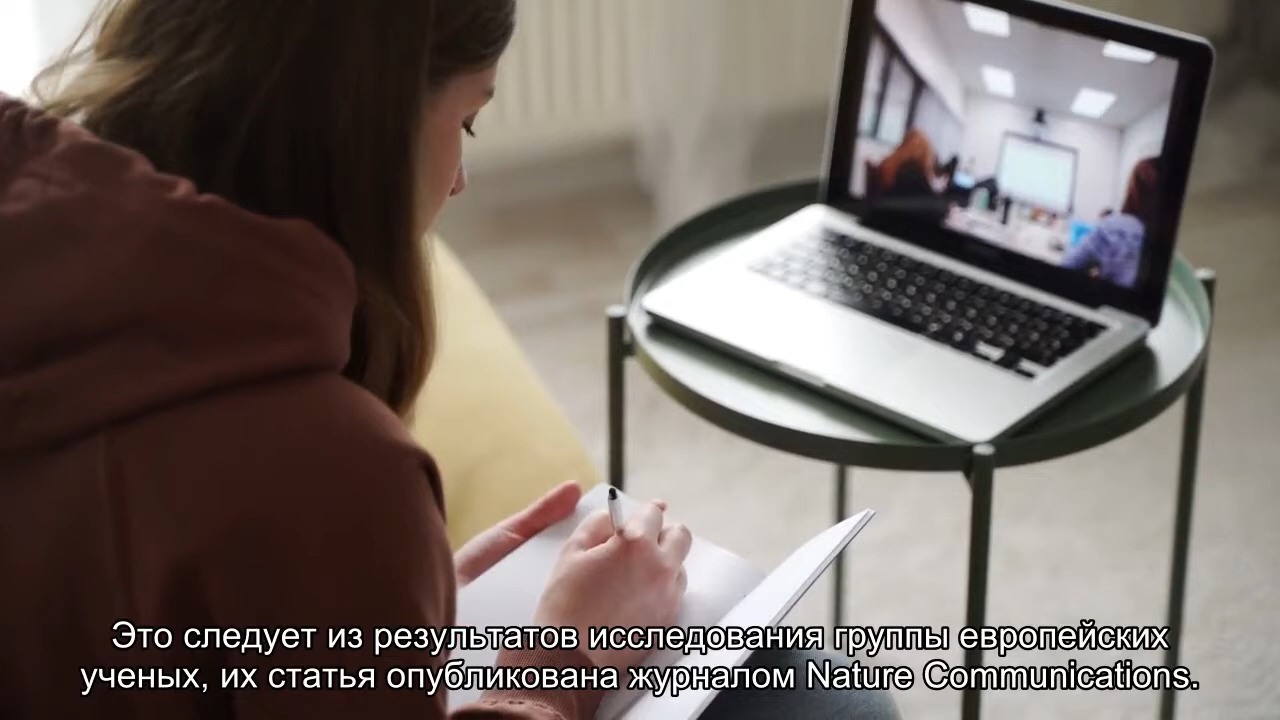 Это следует из результатов исследования группы европейских
ученых, их статья опубликована журналом Nature Communications.